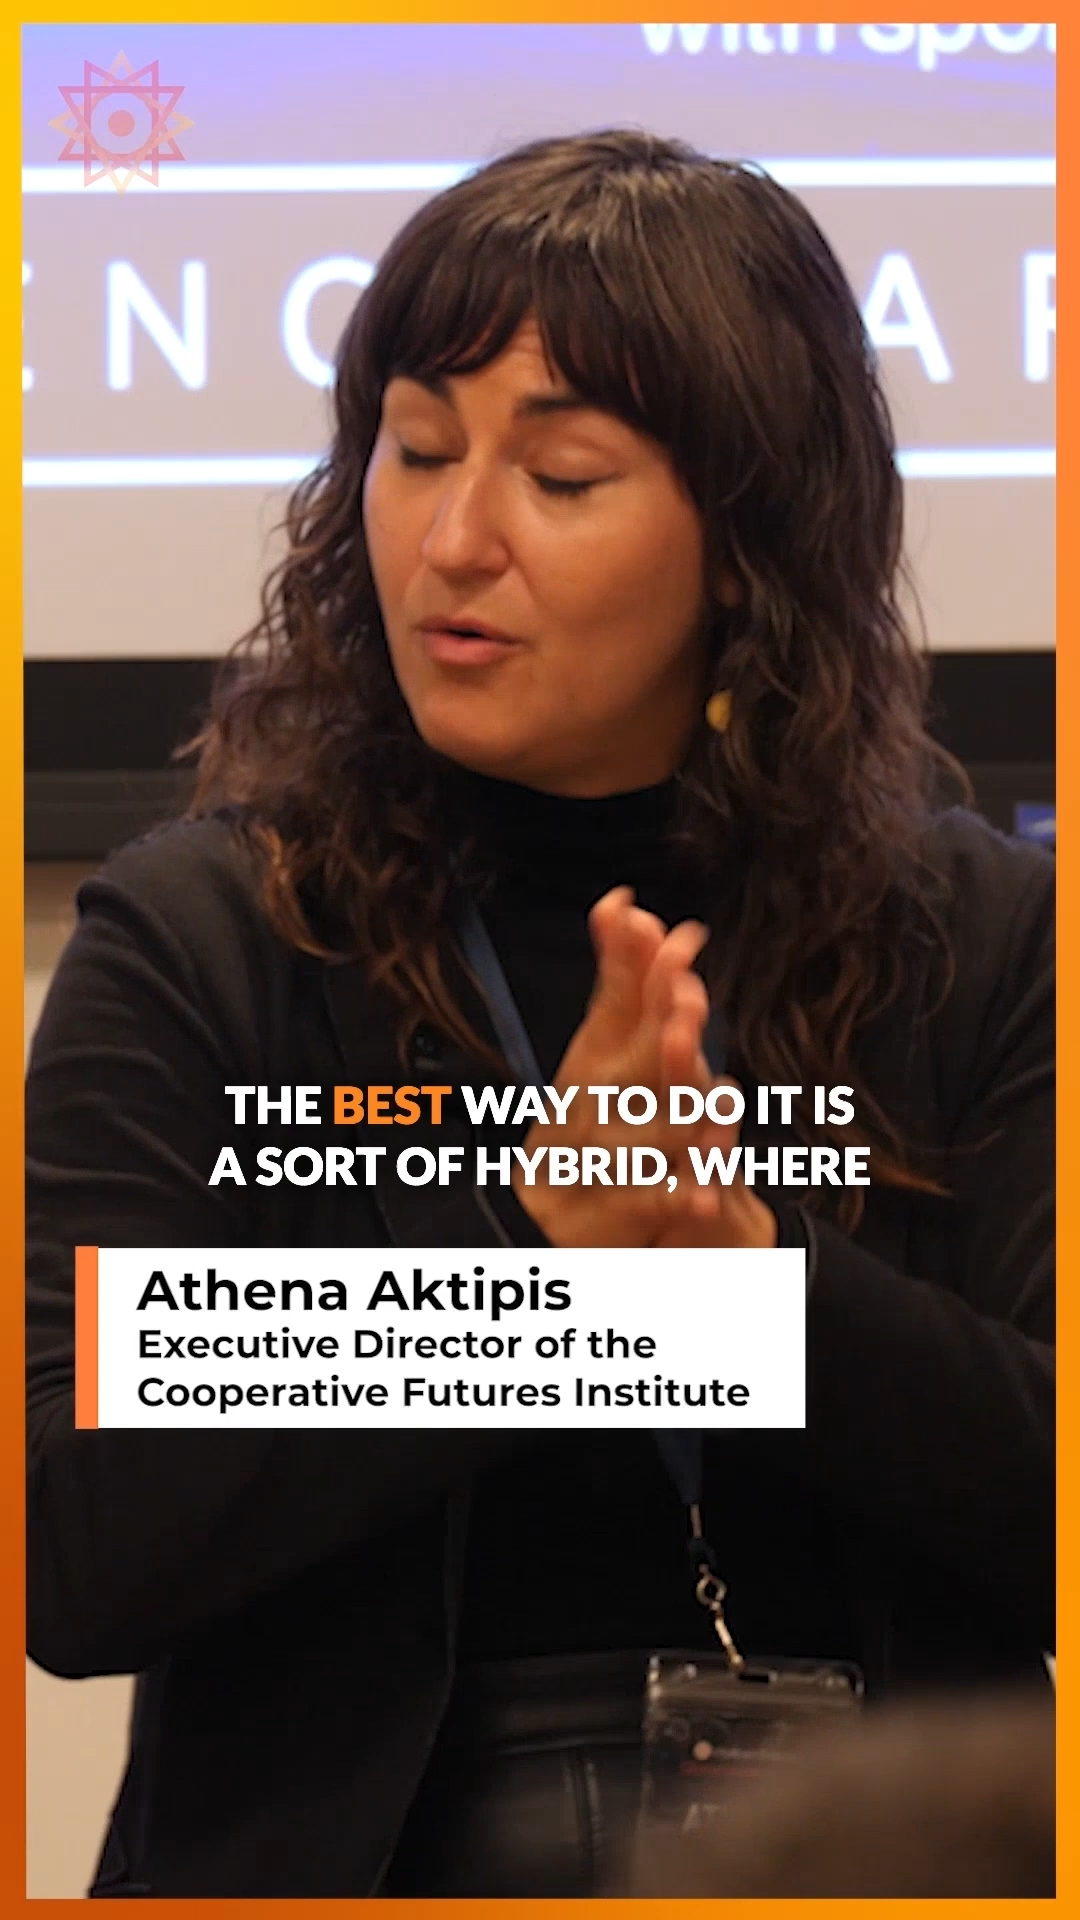 with
THE BEST WAY TO DO IT IS
A SORT OF HYBRID, WHERE
Athena Aktipis
Executive Director of the
Cooperative Futures Institute